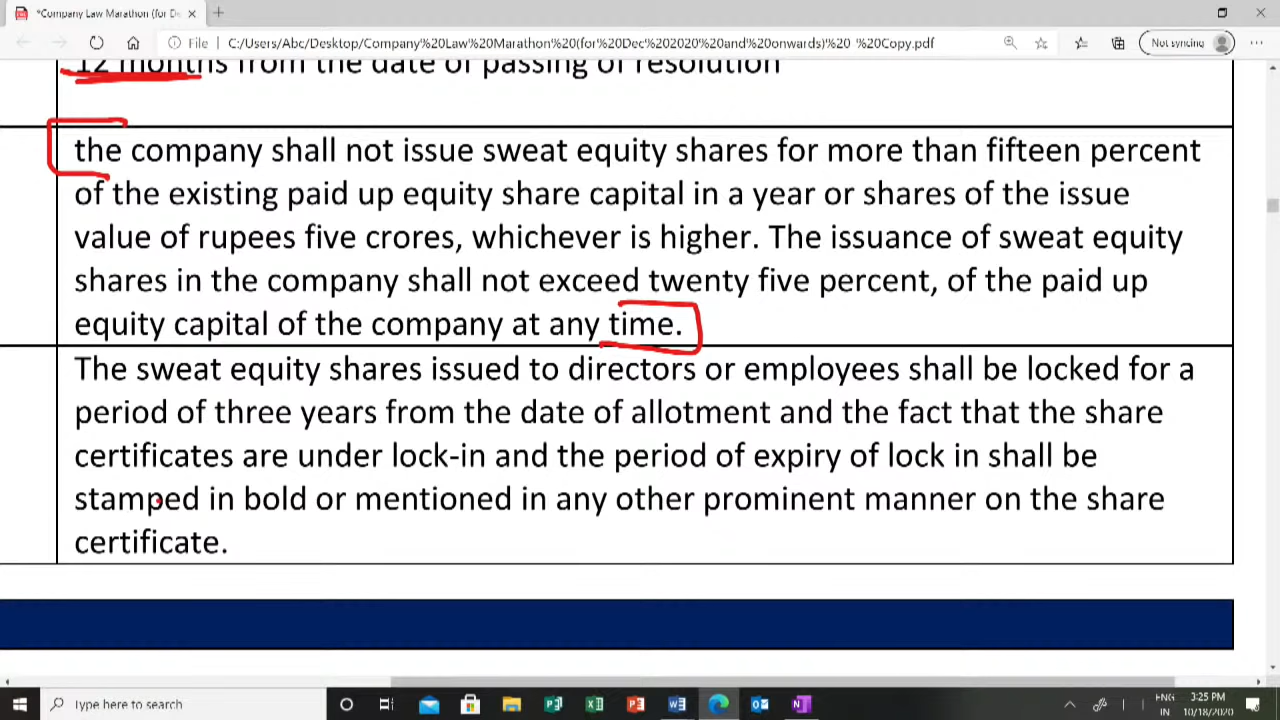 *Company Law Marathon (for De
File
C:/Users/Abc/Desktop/Company%20Law%20Marathon%20(for%20Dec%202020%20and%20onwards)%20 %20Copy.pdf
Not syncing
12 months from the date of passing of resolution
the company shall not issue sweat equity shares for more than fifteen percent
of the existing paid up equity share capital in a year or shares of the issue
value of rupees five crores, whichever is higher. The issuance of sweat equity
shares in the company shall not exceed twenty five percent, of the paid up
equity capital of the company at any time.
The sweat equity shares issued to directors or employees shall be locked for a
period of three years from the date of allotment and the fact that the share
certificates are under lock-in and the period of expiry of lock in shall be
stamped in bold or mentioned in any other prominent manner on the share
certificate.
Type here to search
ENG
IN
3:25 PM
10/18/2020